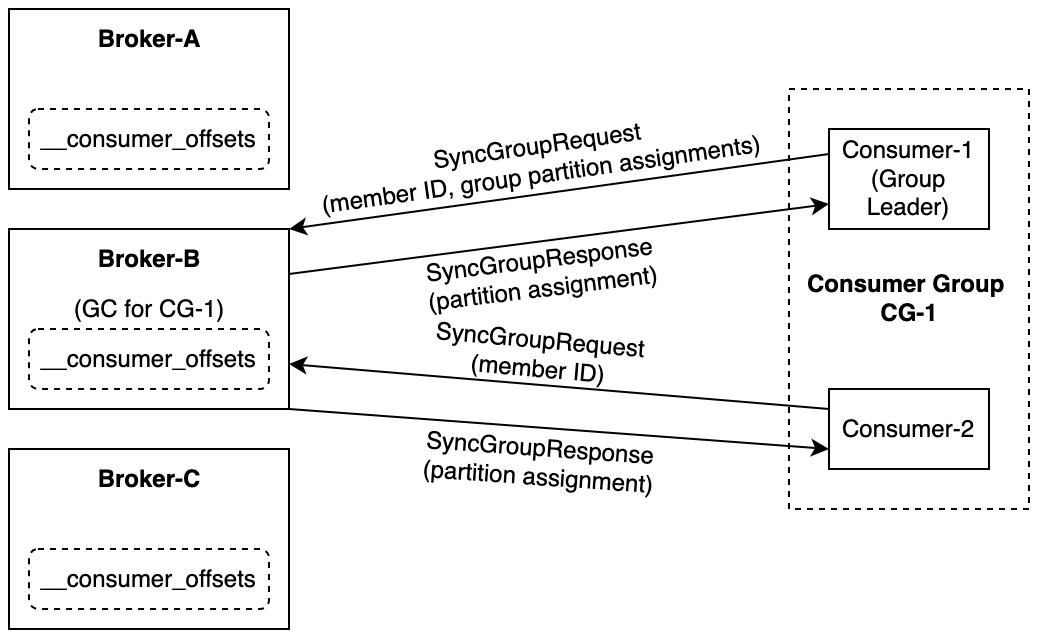 Broker-A
__consumer_offsets
SyncGroupRequest
(member ID, group partition assignments)
Consumer-1
(Group
Leader)
Broker-B
(GC for CG-1)
__consumer_offsets
SyncGroupResponse
(partition assignment)
Consumer Group
CG-1
SyncGroupRequest
(member ID)
Consumer-2
SyncGroupResponse
(partition assignment)
Broker-C
__consumer_offsets